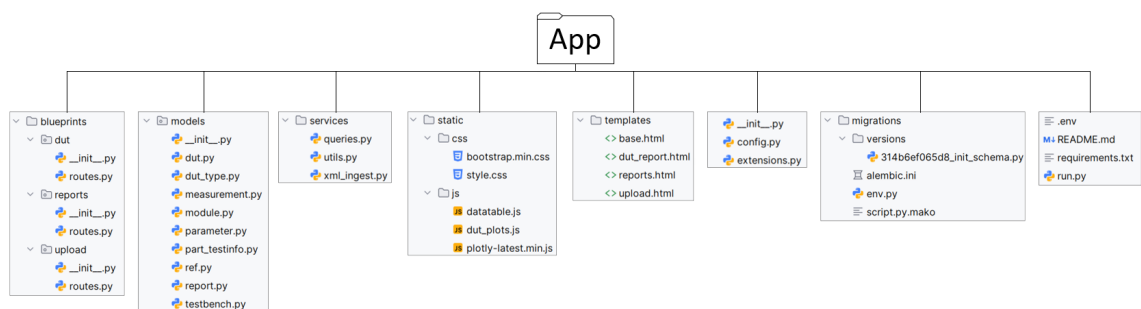 App
blueprints
dut
__init__.py
routes.py
reports
__init__.py
routes.py
upload
__init__.py
routes.py
models
__init__.py
dut.py
dut_type.py
measurement.py
module.py
parameter.py
part_testinfo.py
ref.py
report.py
testbench.py
services
queries.py
utils.py
xml_ingest.py
static
css
bootstrap.min.css
style.css
js
JS datatable.js
JS dut_plots.js
JS plotly-latest.min.js
templates
<> base.html
<> dut_report.html
<> reports.html
<> upload.html
__init__.py
config.py
extensions.py
migrations
versions
314b6ef065d8_init_schema.py
alembic.ini
env.py
script.py.mako
.env
M↓ README.md
requirements.txt
run.py